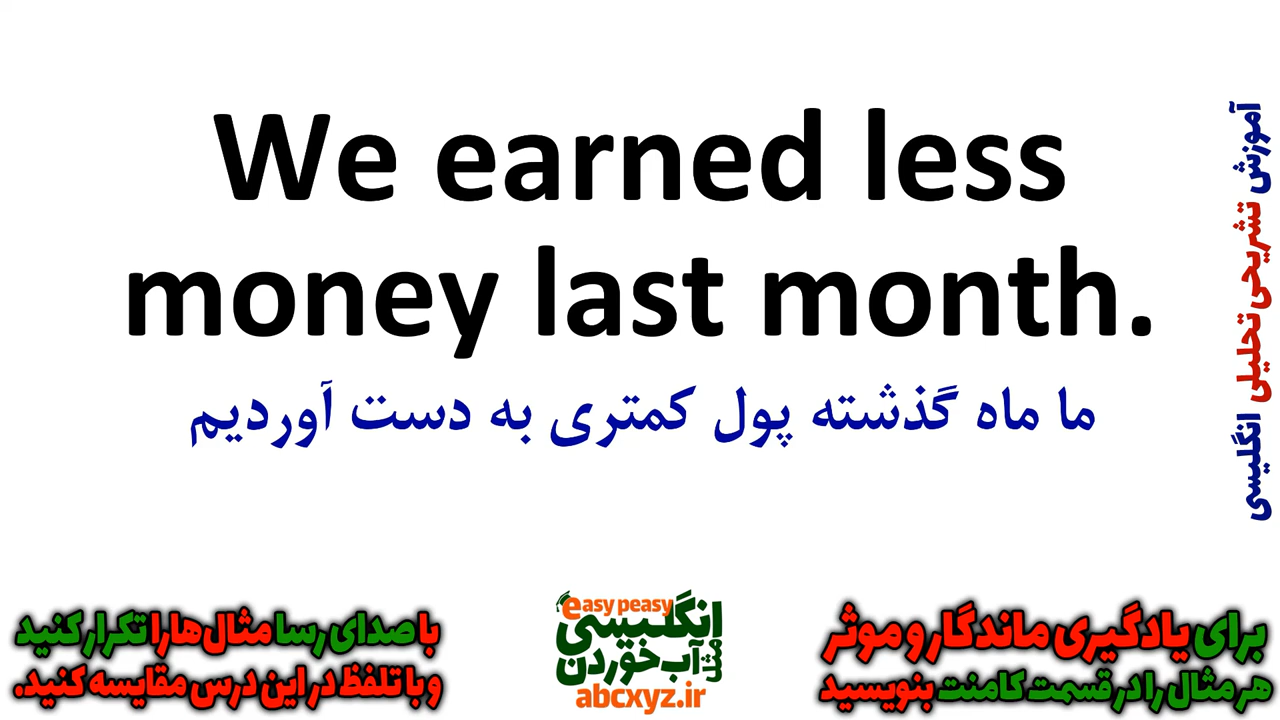 We earned less
money last month.
ما ماه گذشته پول کمتری به دست آوردیم
آموزش تشریحی تحلیلی انگلیسی
با صدای رسا مثال‌ها را تکرار کنید
و با تلفظ در این درس مقایسه کنید.
easy peasy
انگلیسی
مثل آب خوردن
abcxyz.ir
برای یادگیری ماندگار و موثر
هر مثال را در قسمت کامنت بنویسید